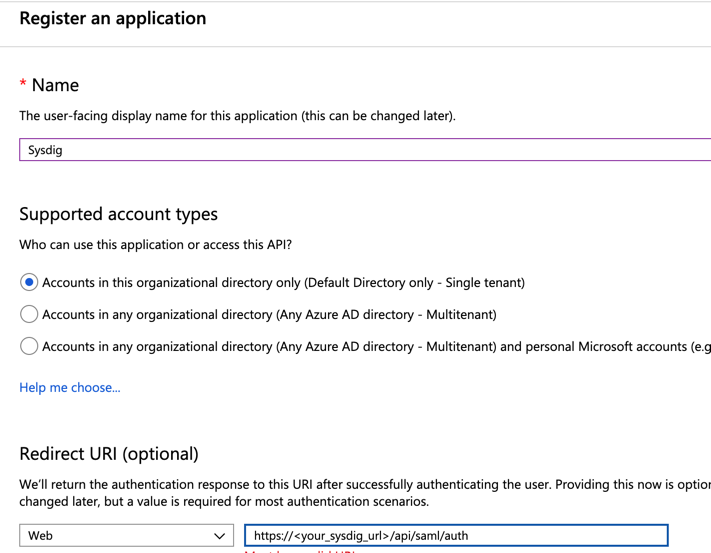 Register an application
* Name
The user-facing display name for this application (this can be changed later).
Sysdig
Supported account types
Who can use this application or access this API?
Accounts in this organizational directory only (Default Directory only - Single tenant)
Accounts in any organizational directory (Any Azure AD directory - Multitenant)
Accounts in any organizational directory (Any Azure AD directory - Multitenant) and personal Microsoft accounts (e.g
Help me choose...
Redirect URI (optional)
We'll return the authentication response to this URI after successfully authenticating the user. Providing this now is
changed later, but a value is required for most authentication scenarios.
Web
https://<your_sysdig_url>/api/saml/auth